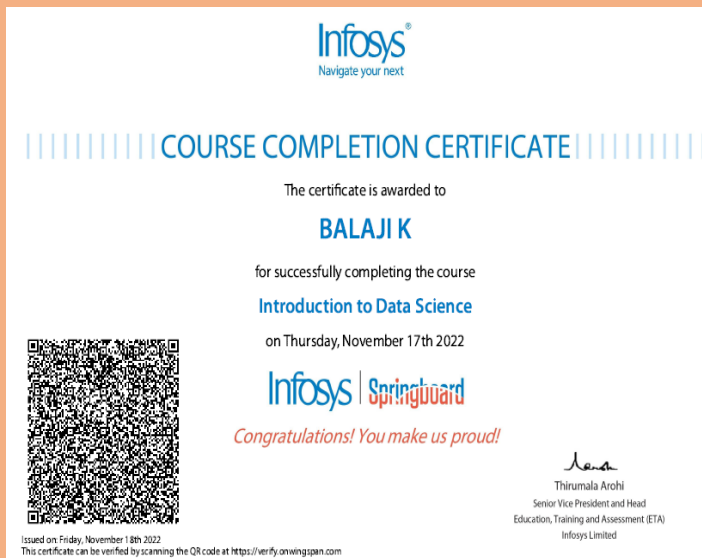 Infosys®
Navigate your next
COURSE COMPLETION CERTIFICATE
The certificate is awarded to
BALAJI K
for successfully completing the course
Introduction to Data Science
on Thursday, November 17th 2022
Infosys | Springboard
Congratulations! You make us proud!
Thirumala Arohi
Senior Vice President and Head
Education, Training and Assessment (ETA)
Infosys Limited
Issued on: Friday, November 18th 2022
This certificate can be verified by scanning the QR code at https://verify.onwingspan.com